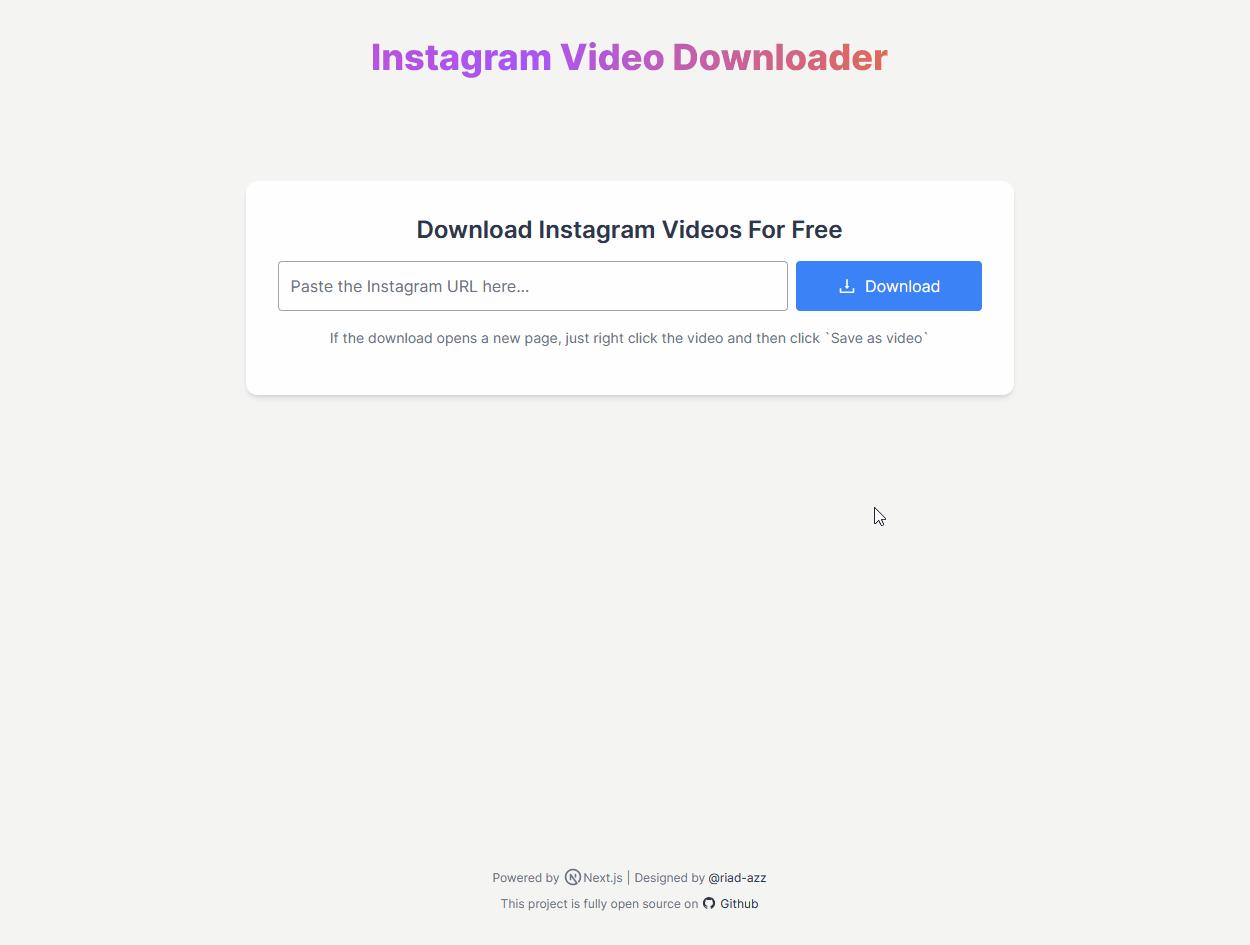 Instagram Video Downloader
Download Instagram Videos For Free
Paste the Instagram URL here...
Download
If the download opens a new page, just right click the video and then click `Save as video`
Powered by Next.js | Designed by @riad-azz
This project is fully open source on Github